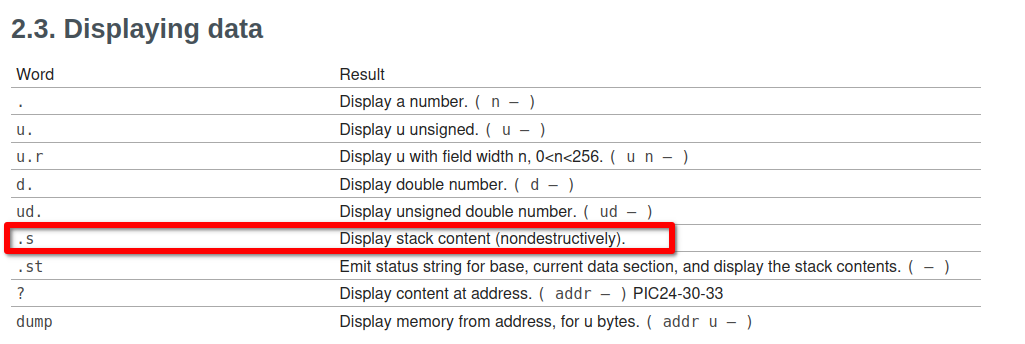 2.3. Displaying data
Word Result
. Display a number. ( n – )
u. Display u unsigned. ( u – )
u.r Display u with field width n, 0<n<256. ( u n – )
d. Display double number. ( d – )
ud. Display unsigned double number. ( ud – )
.s Display stack content (nondestructively).
.st Emit status string for base, current data section, and display the stack contents. ( – )
? Display content at address. ( addr – ) PIC24-30-33
dump Display memory from address, for u bytes. ( addr u – )